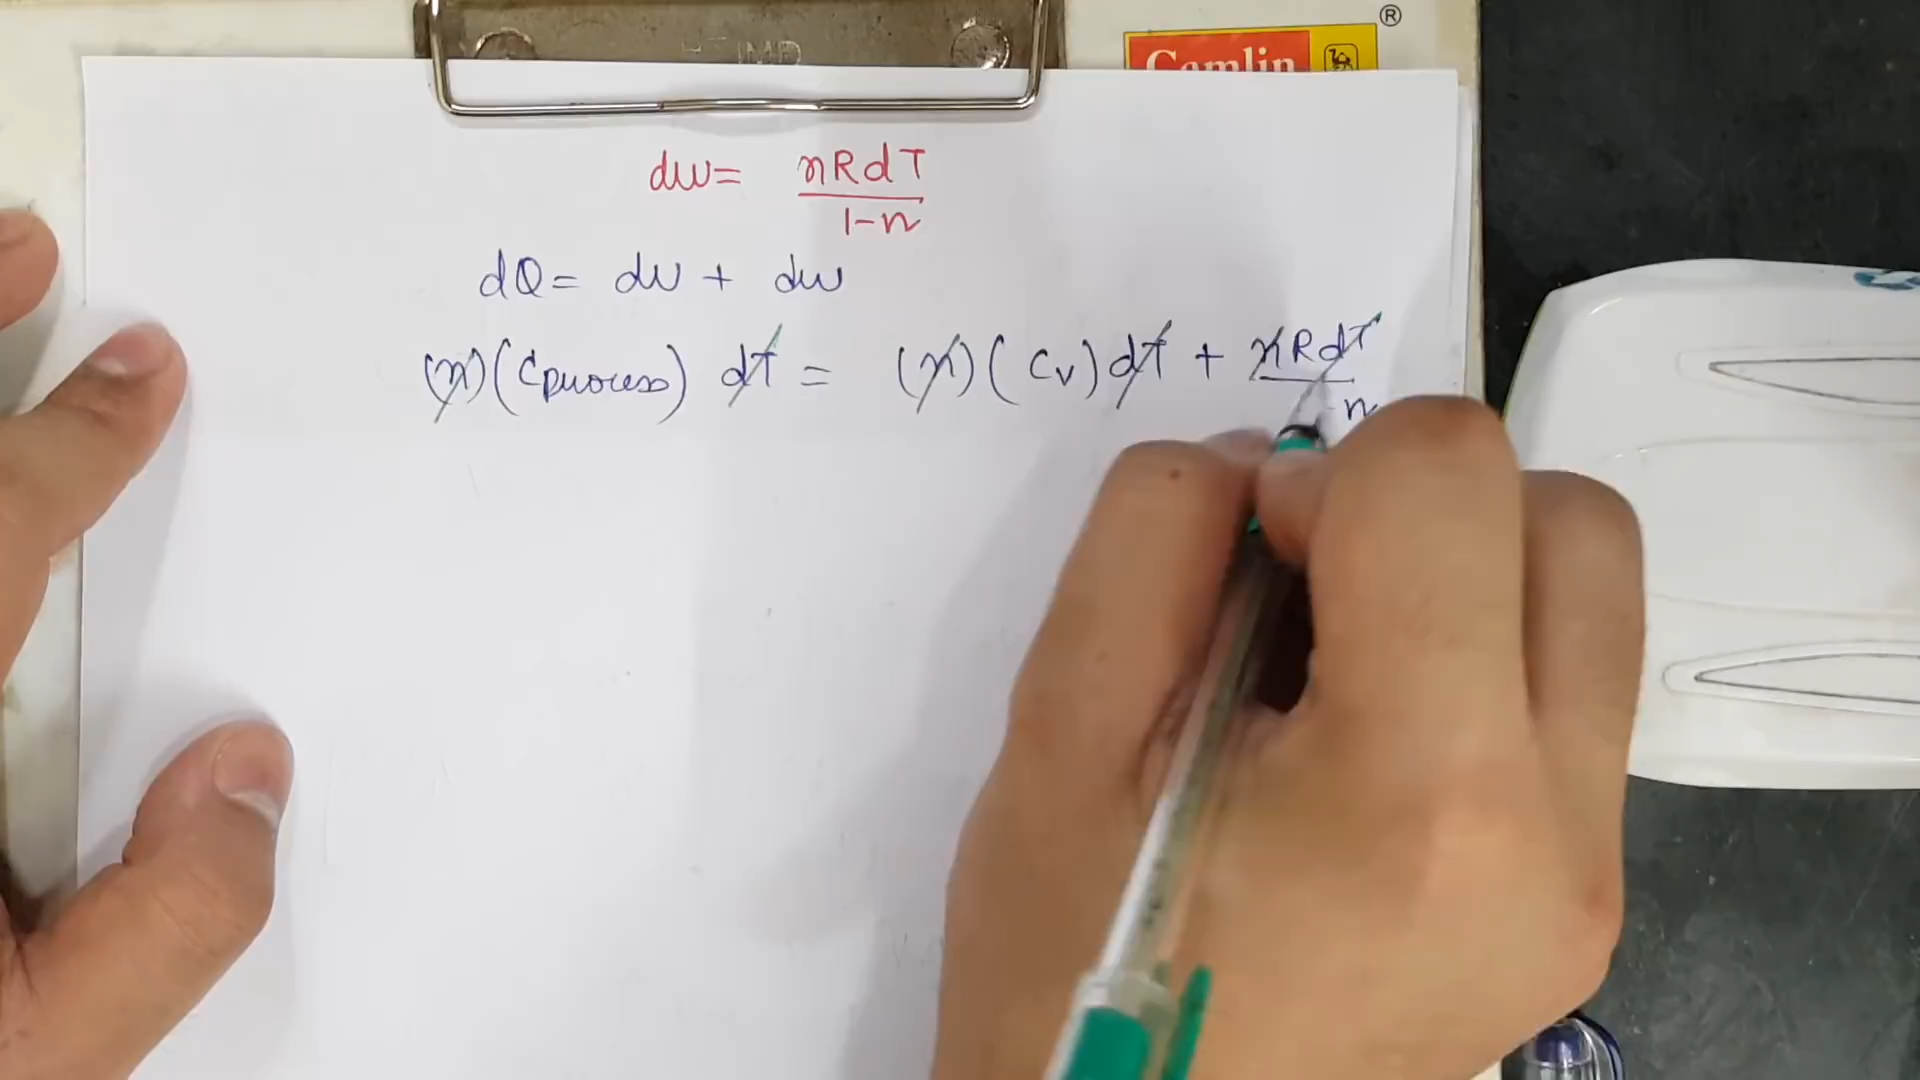 ®
Camlin
dw= nRdT
1-n
dQ= dU + dw
(n)(Cprocess) dT = (n)(Cv)dT + nRdT
-n